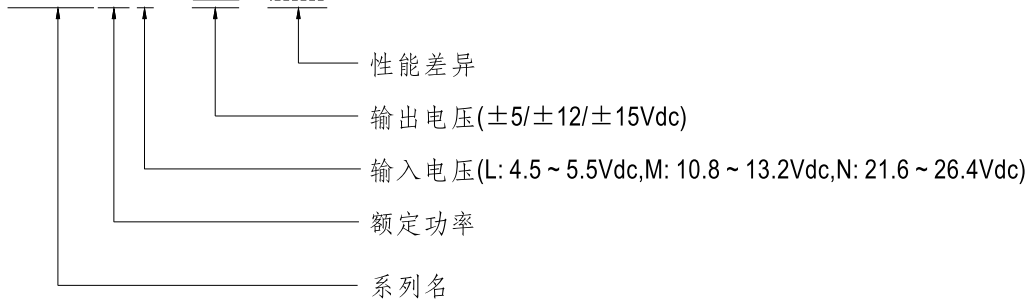 性能差异
输出电压(±5/±12/±15Vdc)
输入电压(L: 4.5 ~ 5.5Vdc,M: 10.8 ~ 13.2Vdc,N: 21.6 ~ 26.4Vdc)
额定功率
系列名